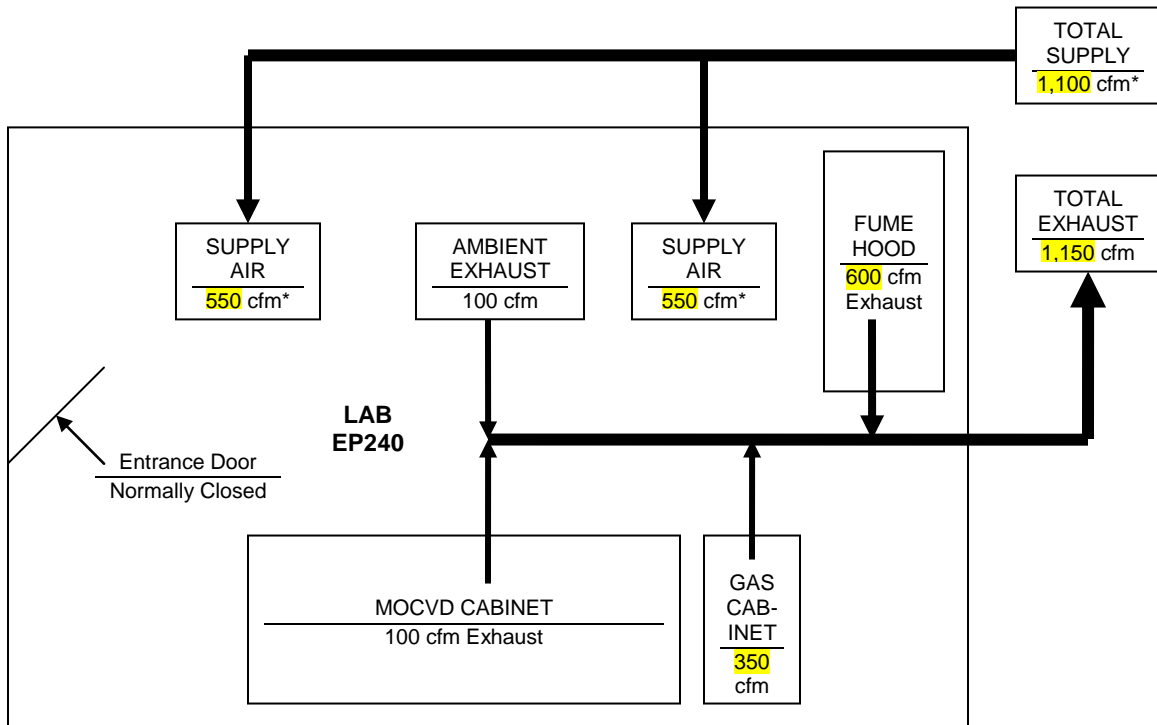 TOTAL
SUPPLY
1,100 cfm*
SUPPLY
AIR
550 cfm*
AMBIENT
EXHAUST
100 cfm
SUPPLY
AIR
550 cfm*
FUME
HOOD
600 cfm
Exhaust
TOTAL
EXHAUST
1,150 cfm
LAB
EP240
Entrance Door
Normally Closed
MOCVD CABINET
100 cfm Exhaust
GAS
CAB-
INET
350
cfm